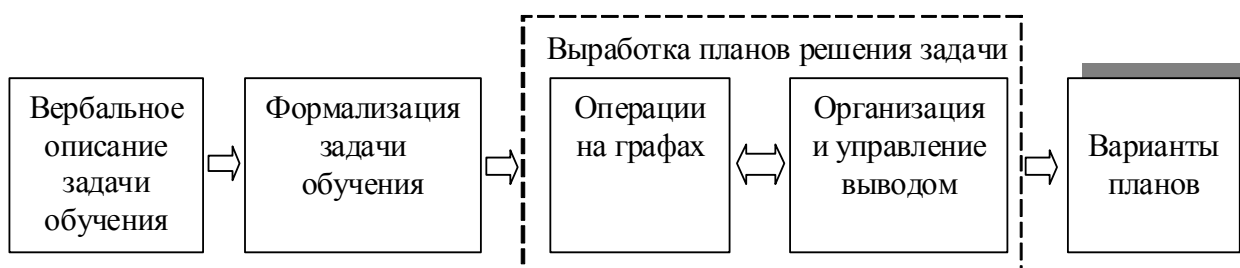 Выработка планов решения задачи
Вербальное
описание
задачи
обучения
Формализация
задачи
обучения
Операции
на графах
Организация
и управление
выводом
Варианты
планов